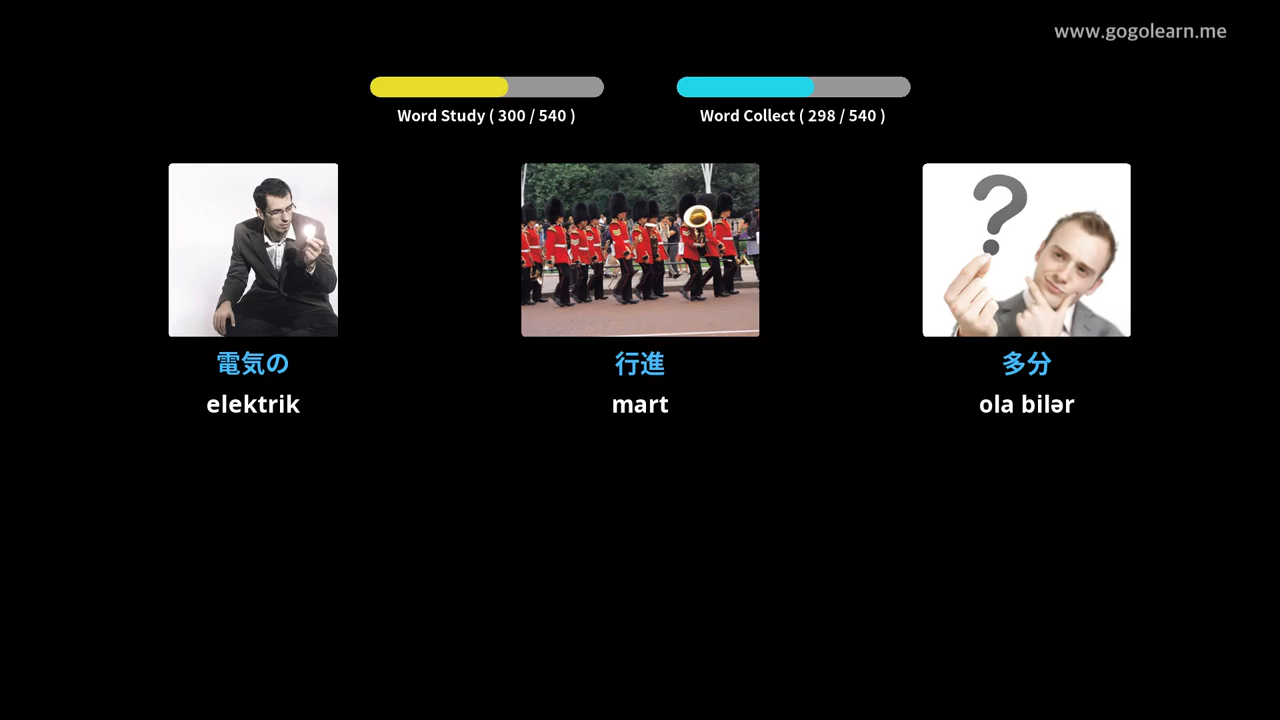 www.gogolearn.me
Word Study ( 300 / 540 )
Word Collect ( 298 / 540 )
電気の
elektrik
行進
mart
多分
ola bilər